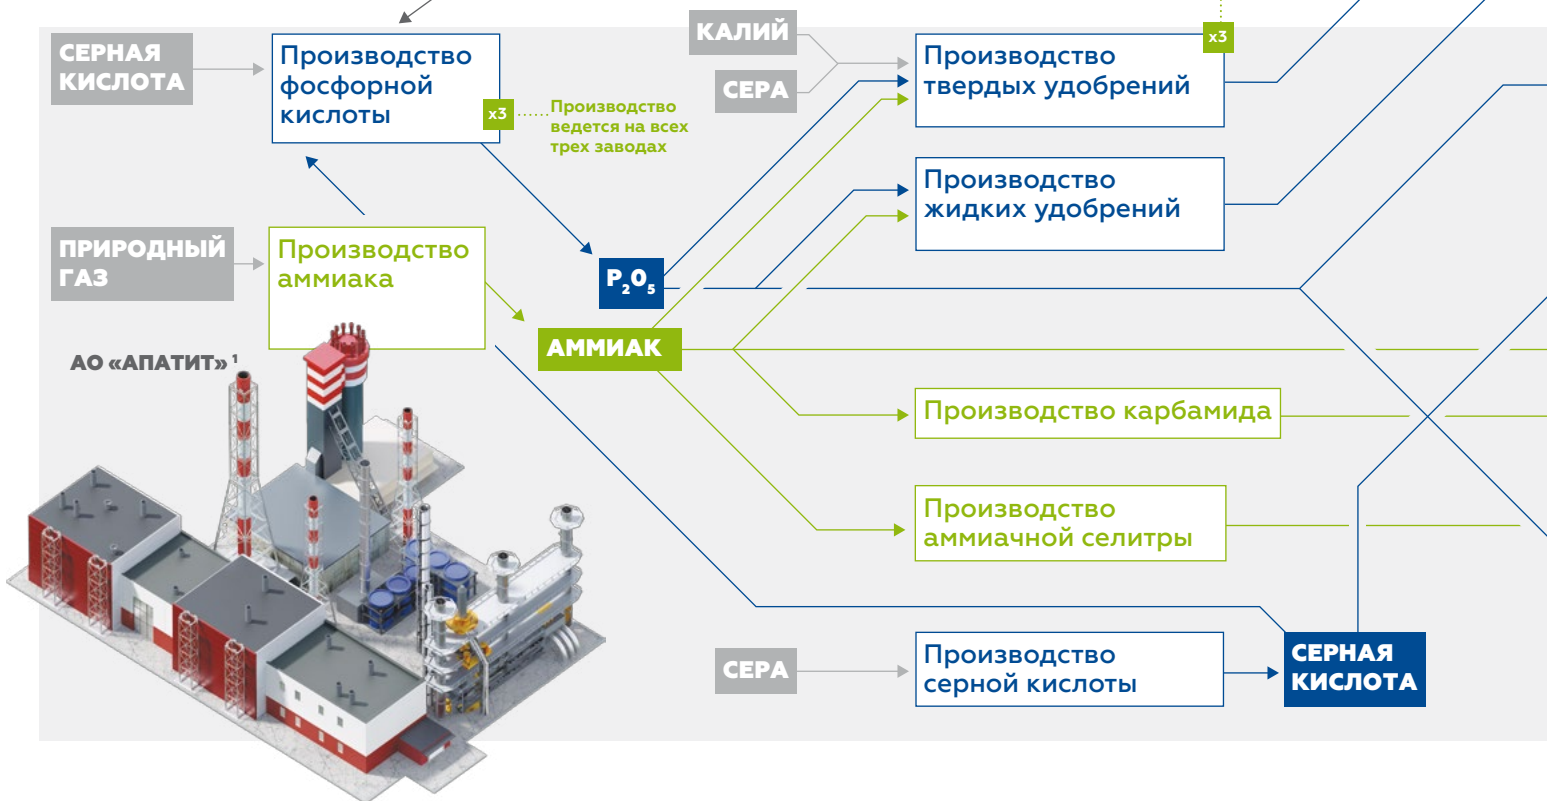 СЕРНАЯ
КИСЛОТА
Производство
фосфорной
кислоты
x3
Производство
ведется на всех
трех заводах
КАЛИЙ
СЕРА
Производство
твердых удобрений
x3
Производство
жидких удобрений
ПРИРОДНЫЙ
ГАЗ
Производство
аммиака
P₂O₅
АММИАК
АО «АПАТИТ» ¹
Производство карбамида
Производство
аммиачной селитры
СЕРА
Производство
серной кислоты
СЕРНАЯ
КИСЛОТА